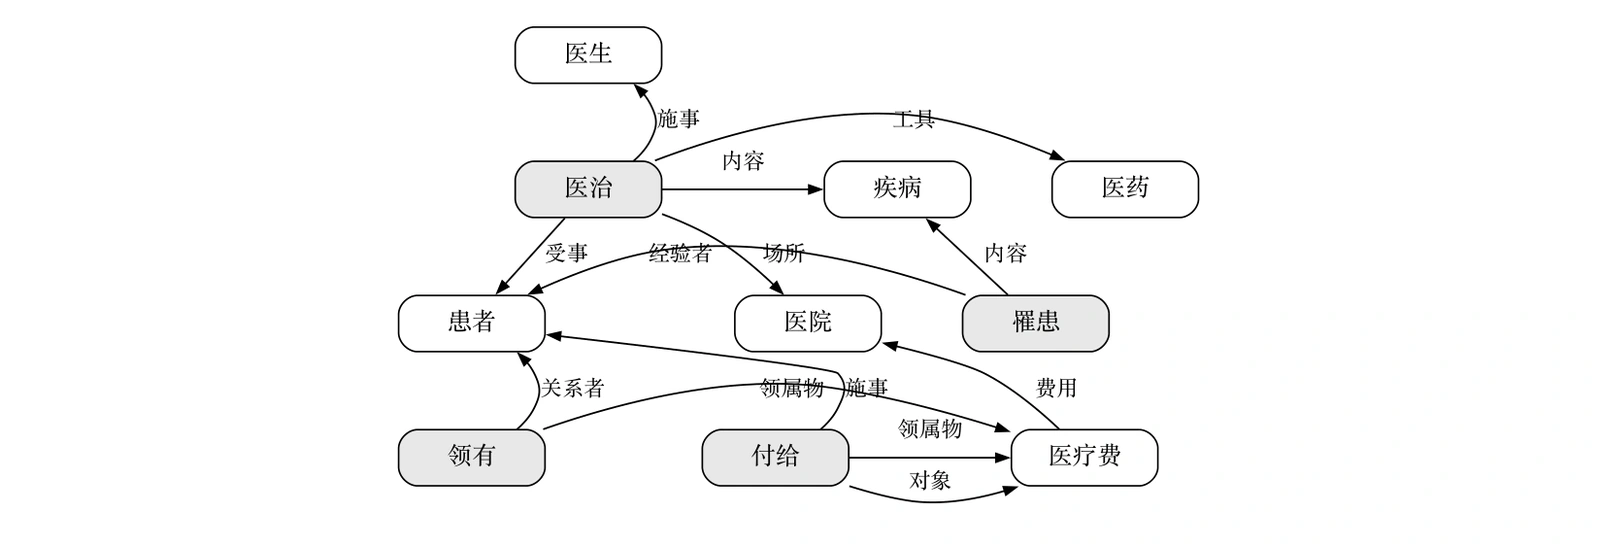 医生
施事
工具
内容
医治
疾病
医药
受事
经验者
场所
内容
患者
医院
罹患
关系者
领属物
施事
费用
领属物
领有
付给
医疗费
对象